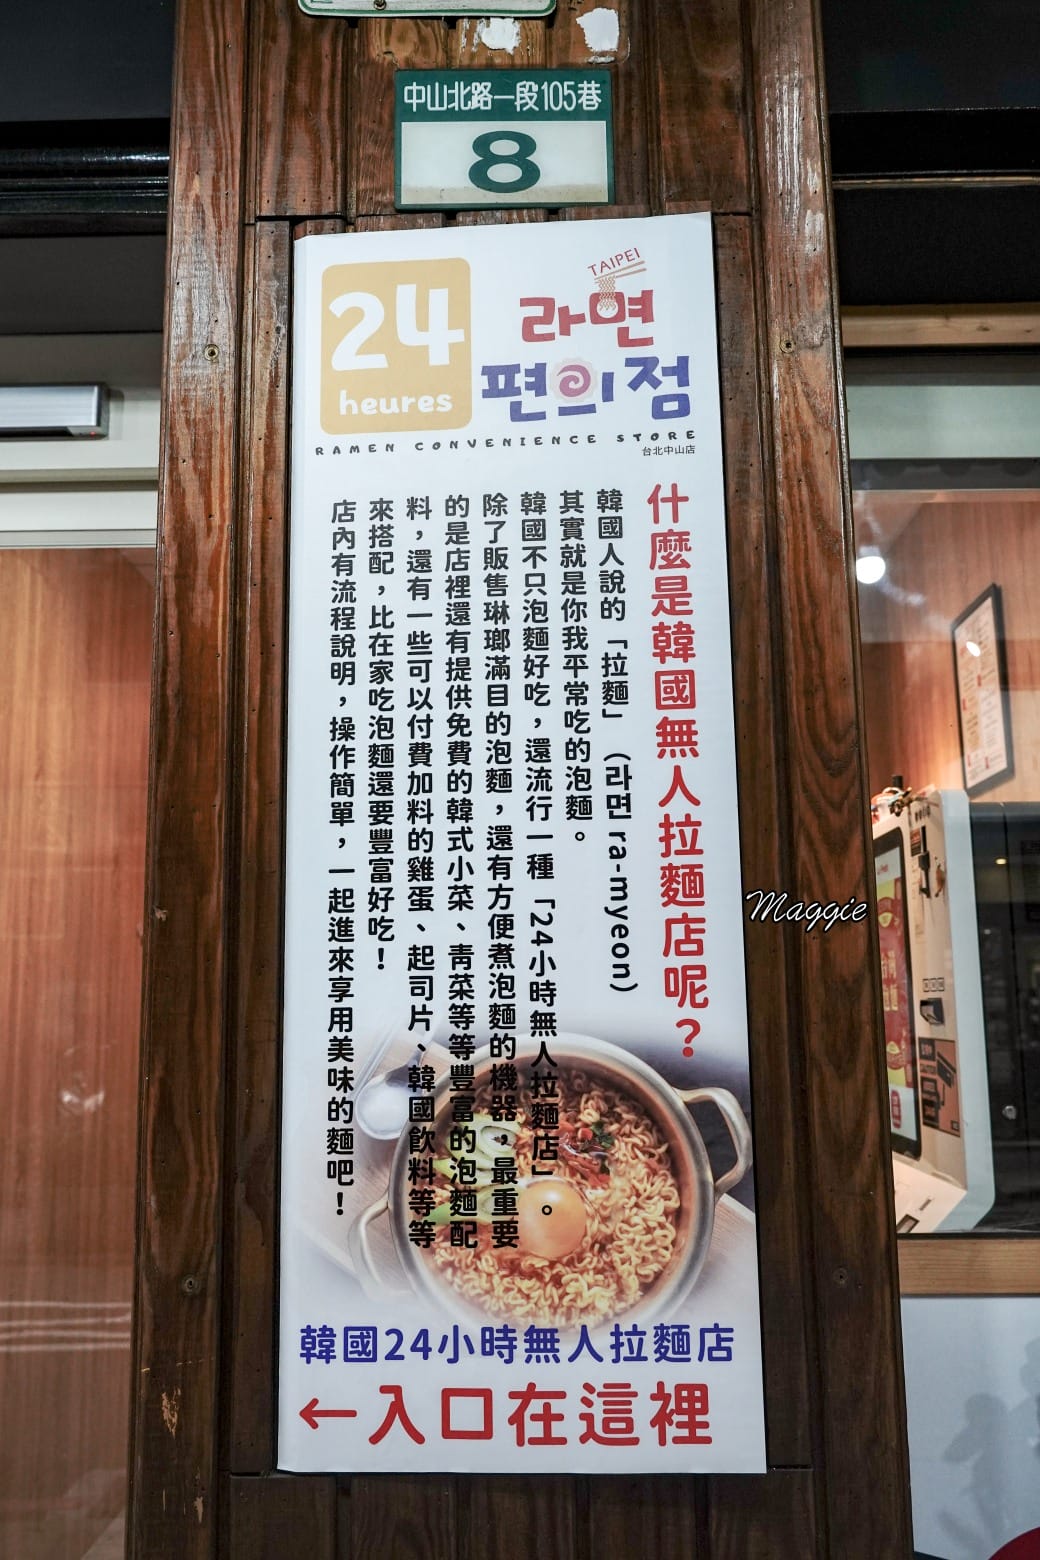 中山北路一段105巷
8
24
heures
TAIPEI
라면
편의점
RAMEN CONVENIENCE STORE
台北中山店
什麼是韓國無人拉麵店呢？
韓國人說的「拉麵」（라면 ra-myeon）
其實就是你我平常吃的泡麵。
韓國不只泡麵好吃，還流行一種「24小時無人拉麵店」。
除了販售琳瑯滿目的泡麵，還有方便煮泡麵的機器，最重要
的是店裡還有提供免費的韓式小菜、青菜等等豐富的泡麵配
料，還有一些可以付費加料的雞蛋、起司片、韓國飲料等等
來搭配，比在家吃泡麵還要豐富好吃！
店內有流程說明，操作簡單，一起進來享用美味的麵吧！
韓國24小時無人拉麵店
←入口在這裡
Maggie